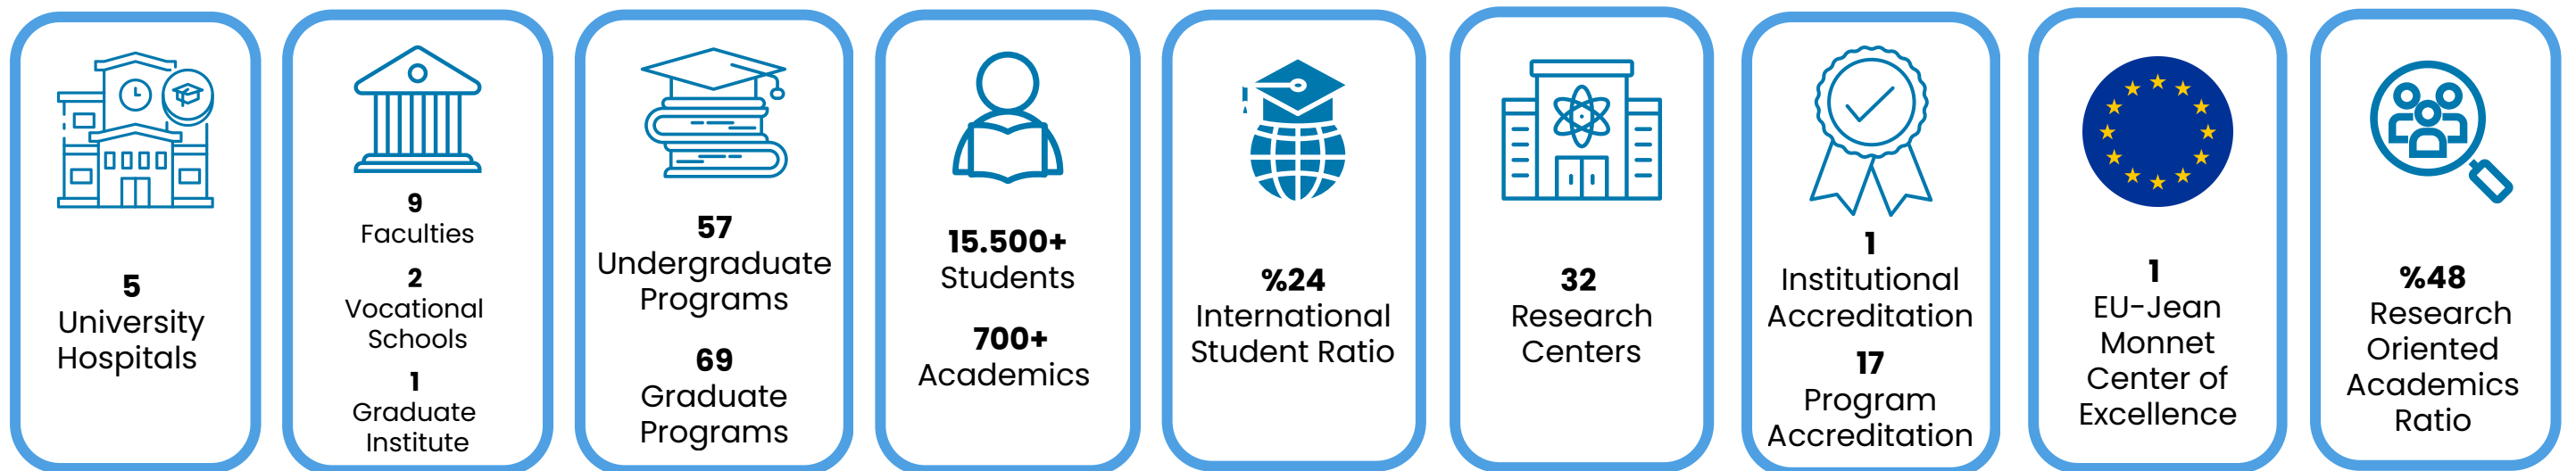 5
University
Hospitals
9
Faculties
2
Vocational
Schools
1
Graduate
Institute
57
Undergraduate
Programs
69
Graduate
Programs
15.500+
Students
700+
Academics
%24
International
Student Ratio
32
Research
Centers
1
Institutional
Accreditation
17
Program
Accreditation
1
EU-Jean
Monnet
Center of
Excellence
%48
Research
Oriented
Academics
Ratio